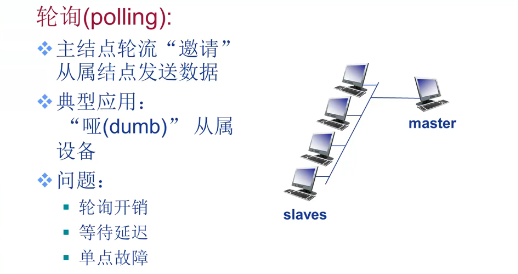 轮询(polling):
主结点轮流“邀请”
从属结点发送数据
典型应用:
“哑(dumb)” 从属
设备
问题:
轮询开销
等待延迟
单点故障
master
slaves